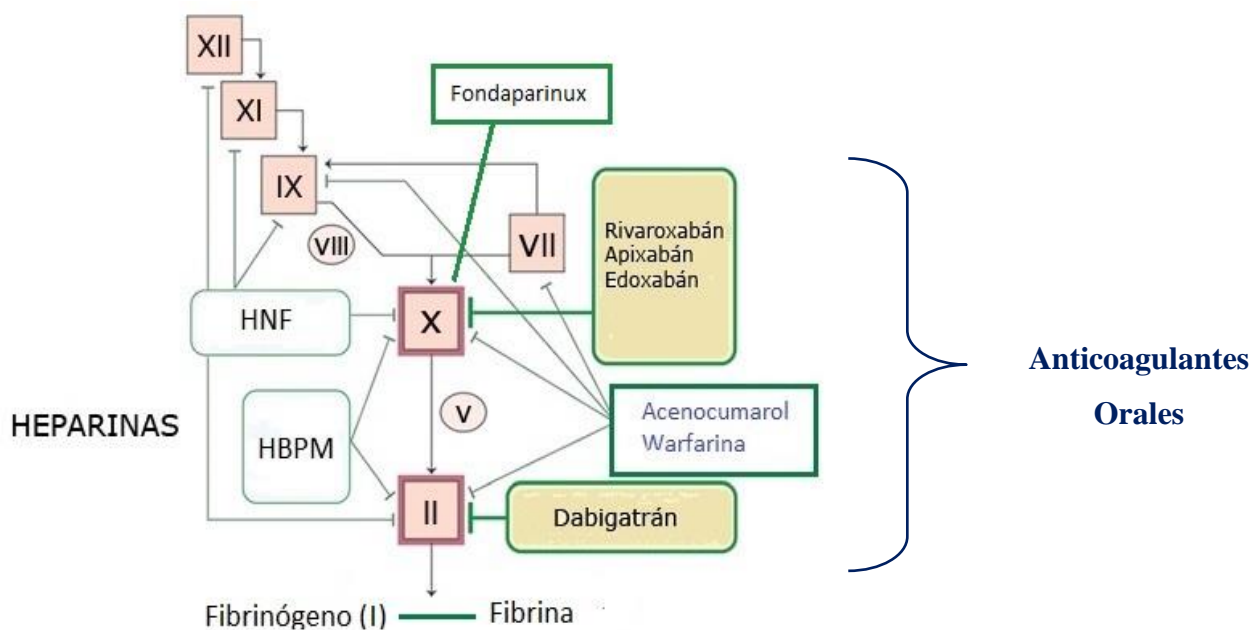 XII
XI
Fondaparinux
IX
VIII
VII
Rivaroxabán
Apixabán
Edoxabán
HNF
X
Anticoagulantes
Orales
HEPARINAS
HBPM
V
Acenocumarol
Warfarina
II
Dabigatrán
Fibrinógeno (I) Fibrina